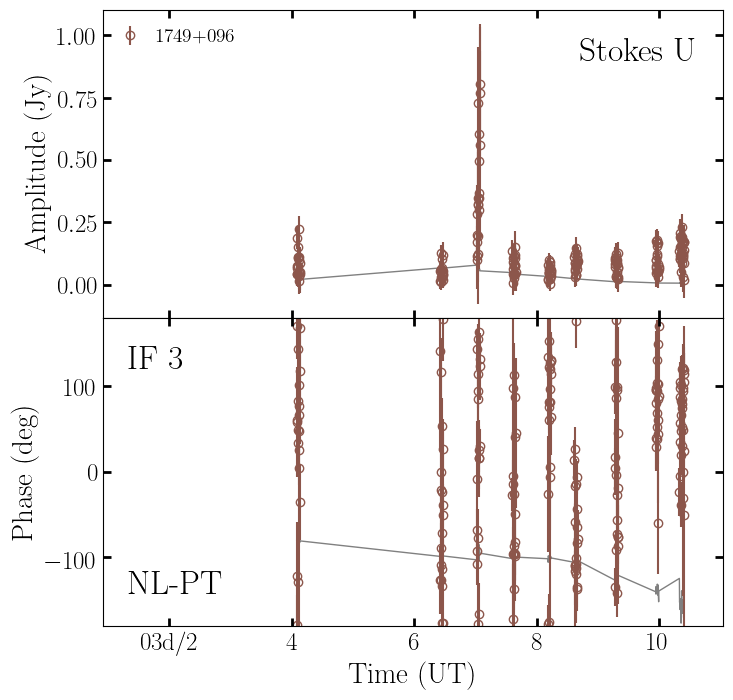 1749+096
Stokes U
Amplitude (Jy)
1.00
0.75
0.50
0.25
0.00
IF 3
NL-PT
Phase (deg)
100
0
−100
03d/2
4
6
8
10
Time (UT)